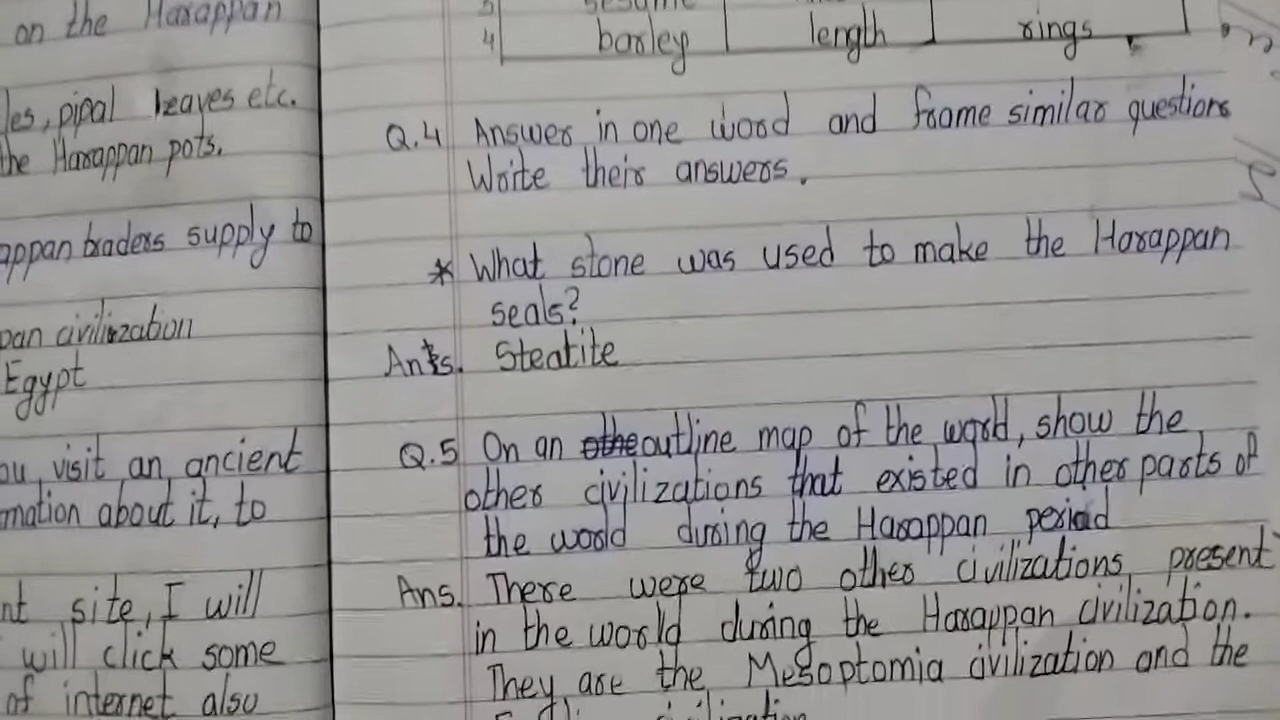 on the Harappan
les, pipal leaves etc.
the Harappan pots.
appan traders supply to
pan civilization
Egypt
ou, visit an ancient
mation about it, to
nt site, I will
will click some
of internet also
4 barley length rings
Q.4 Answer in one word and frame similar questions
Write their answers.
* What stone was used to make the Harappan
seals?
Ans. Steatite
Q.5 On an outline map of the world, show the
other civilizations that existed in other parts of
the world during the Harappan period
Ans. There were two other civilizations present
in the world during the Harappan civilization.
They are the Mesoptomia civilization and the